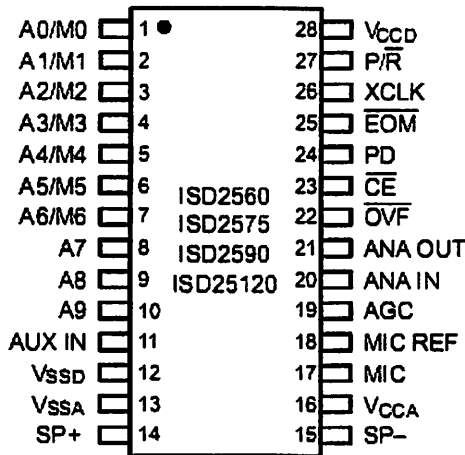 A0/M0 1 28 VCCD
A1/M1 2 27 P/R̅
A2/M2 3 26 XCLK
A3/M3 4 25 E̅O̅M̅
A4/M4 5 24 PD
A5/M5 6 23 C̅E̅
ISD2560
A6/M6 7 22 O̅V̅F̅
ISD2575
A7 8 21 ANA OUT
ISD2590
A8 9 20 ANA IN
ISD25120
A9 10 19 AGC
AUX IN 11 18 MIC REF
VSSD 12 17 MIC
VSSA 13 16 VCCA
SP+ 14 15 SP–